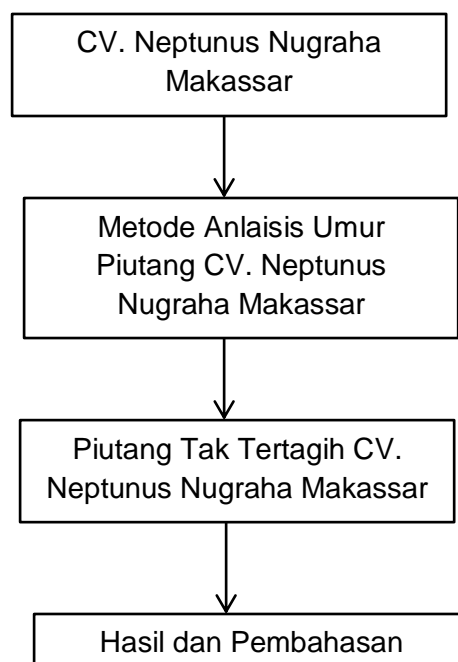 CV. Neptunus Nugraha
Makassar
Metode Anlaisis Umur
Piutang CV. Neptunus
Nugraha Makassar
Piutang Tak Tertagih CV.
Neptunus Nugraha Makassar
Hasil dan Pembahasan